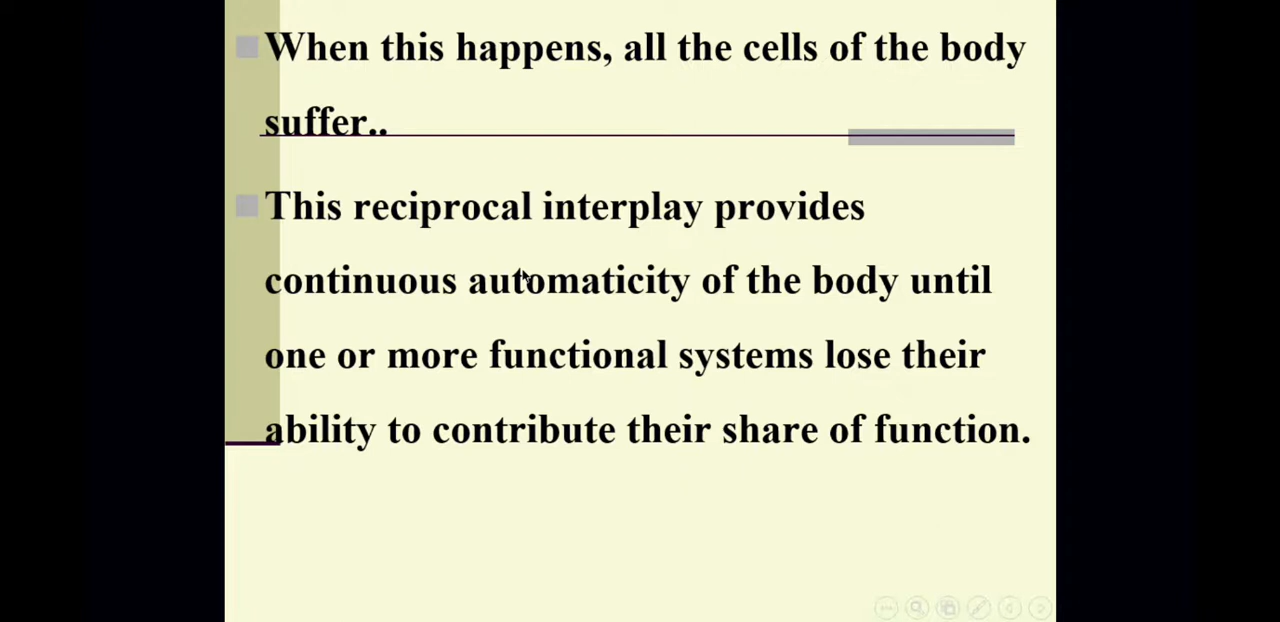 When this happens, all the cells of the body
suffer..
This reciprocal interplay provides
continuous automaticity of the body until
one or more functional systems lose their
ability to contribute their share of function.